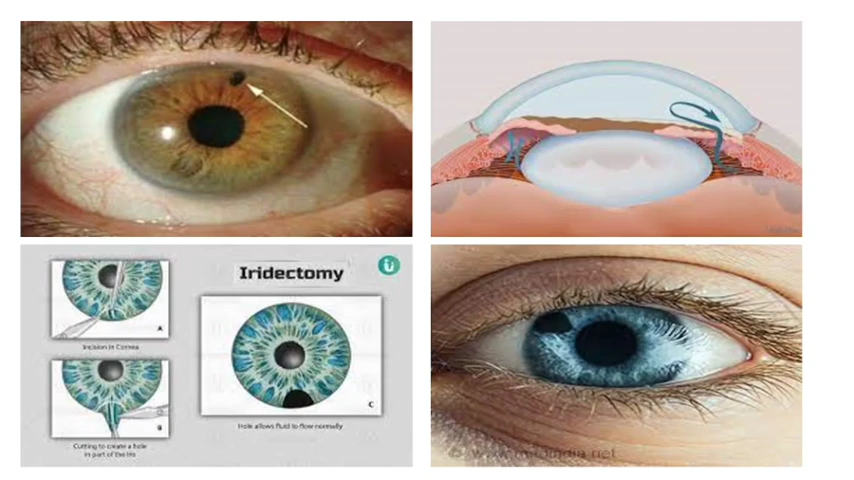 Iridectomy
A
Incision in Cornea
B
Cutting to create a hole
in part of the Iris
C
Hole allows fluid to flow normally